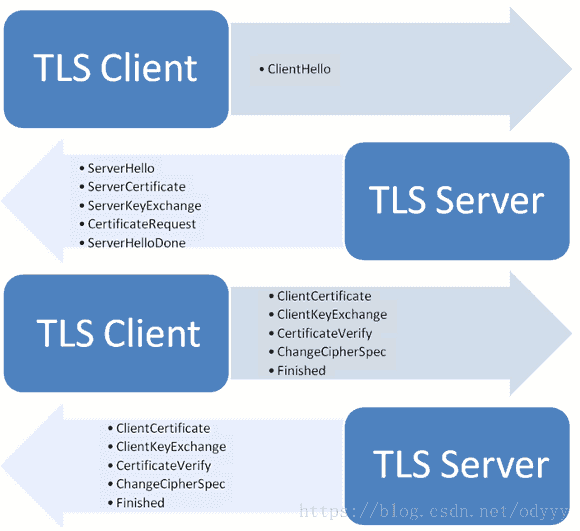 TLS Client
• ClientHello
• ServerHello
• ServerCertificate
• ServerKeyExchange
• CertificateRequest
• ServerHelloDone
TLS Server
TLS Client
• ClientCertificate
• ClientKeyExchange
• CertificateVerify
• ChangeCipherSpec
• Finished
• ClientCertificate
• ClientKeyExchange
• CertificateVerify
• ChangeCipherSpec
• Finished
TLS Server
https://blog.csdn.net/odyyy